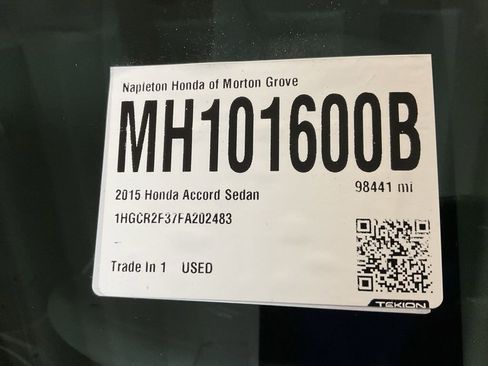 Napleton Honda of Morton Grove
MH101600B
98441 mi
2015 Honda Accord Sedan
1HGCR2F37FA202483
-
Trade In 1 USED
TEKION